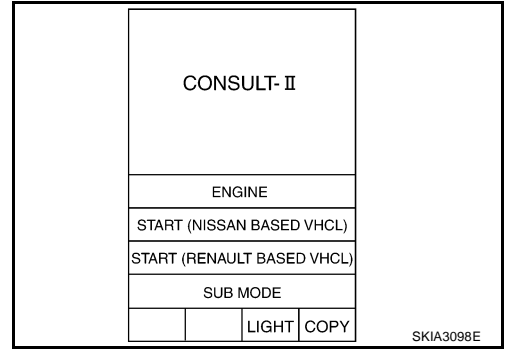 CONSULT-Ⅱ
ENGINE
START (NISSAN BASED VHCL)
START (RENAULT BASED VHCL)
SUB MODE
LIGHT COPY
SKIA3098E